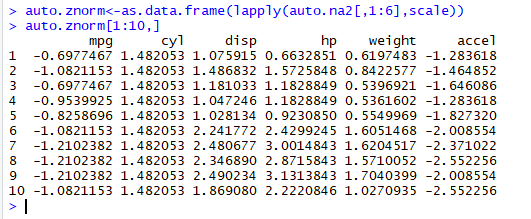 > auto.znorm<-as.data.frame(lapply(auto.na2[,1:6],scale))
> auto.znorm[1:10,]
mpg cyl disp hp weight accel
1 -0.6977467 1.482053 1.075915 0.6632851 0.6197483 -1.283618
2 -1.0821153 1.482053 1.486832 1.5725848 0.8422577 -1.464852
3 -0.6977467 1.482053 1.181033 1.1828849 0.5396921 -1.646086
4 -0.9539925 1.482053 1.047246 1.1828849 0.5361602 -1.283618
5 -0.8258696 1.482053 1.028134 0.9230850 0.5549969 -1.827320
6 -1.0821153 1.482053 2.241772 2.4299245 1.6051468 -2.008554
7 -1.2102382 1.482053 2.480677 3.0014843 1.6204517 -2.371022
8 -1.2102382 1.482053 2.346890 2.8715843 1.5710052 -2.552256
9 -1.2102382 1.482053 2.490234 3.1313843 1.7040399 -2.008554
10 -1.0821153 1.482053 1.869080 2.2220846 1.0270935 -2.552256
>